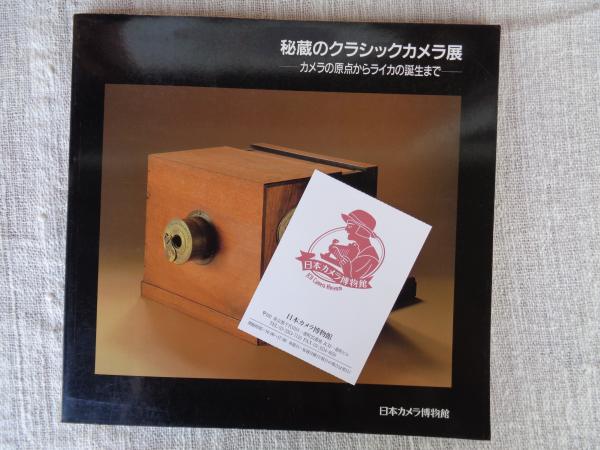 秘蔵のクラシックカメラ展
カメラの原点からライカの誕生まで
日本カメラ博物館
JCII Camera Museum
日本カメラ博物館
日本カメラ博物館